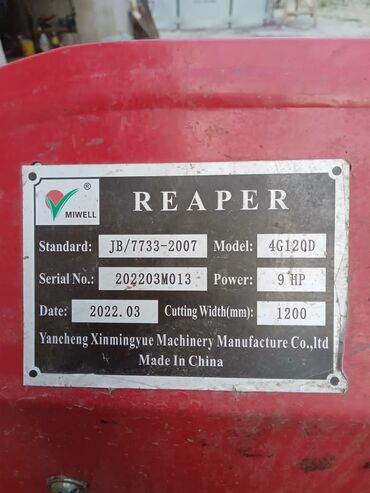 MIWELL ®
REAPER
Standard: JB/7733-2007 Model: 4G120D
Serial No.: 202203M013 Power: 9 HP
Date: 2022.03 Cutting Width(mm): 1200
Yancheng Xinmingyue Machinery Manufacture Co.,ltd
Made In China